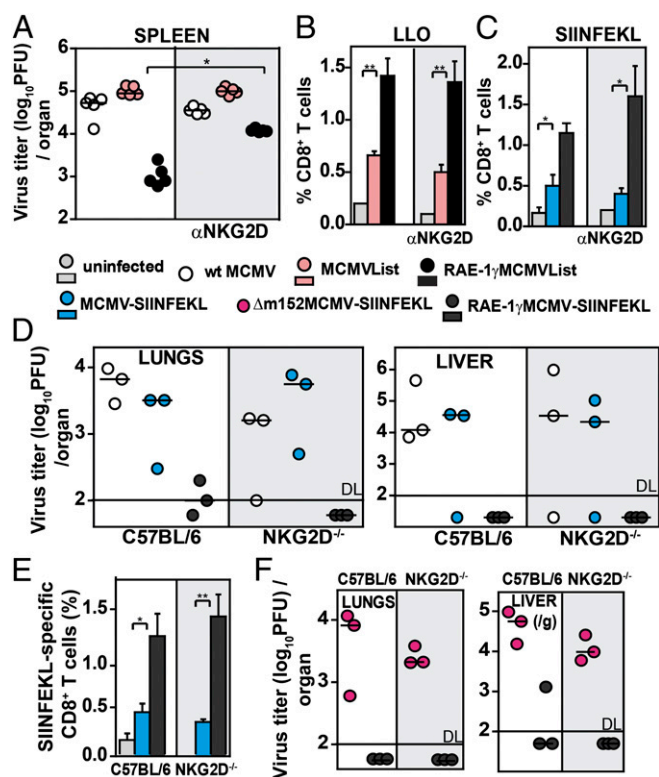 A
SPLEEN
Virus titer (log10PFU)
/ organ
5
4
3
2
*
αNKG2D
B
LLO
% CD8+ T cells
1.5
1.0
0.5
0.0
**
**
αNKG2D
C
SIINFEKL
% CD8+ T cells
2.0
1.5
1.0
0.5
0.0
*
*
αNKG2D
uninfected
wt MCMV
MCMVList
RAE-1γMCMVList
MCMV-SIINFEKL
Δm152MCMV-SIINFEKL
RAE-1γMCMV-SIINFEKL
D
LUNGS
Virus titer (log10PFU)
/organ
4
3
2
DL
C57BL/6
NKG2D-/-
LIVER
6
5
4
3
2
DL
C57BL/6
NKG2D-/-
E
SIINFEKL-specific
CD8+ T cells (%)
1.5
1.0
0.5
0.0
*
**
C57BL/6
NKG2D-/-
F
Virus titer (log10PFU) /
organ
C57BL/6
NKG2D-/-
LUNGS
4
3
2
DL
C57BL/6
NKG2D-/-
LIVER
(/g)
5
4
3
2
DL